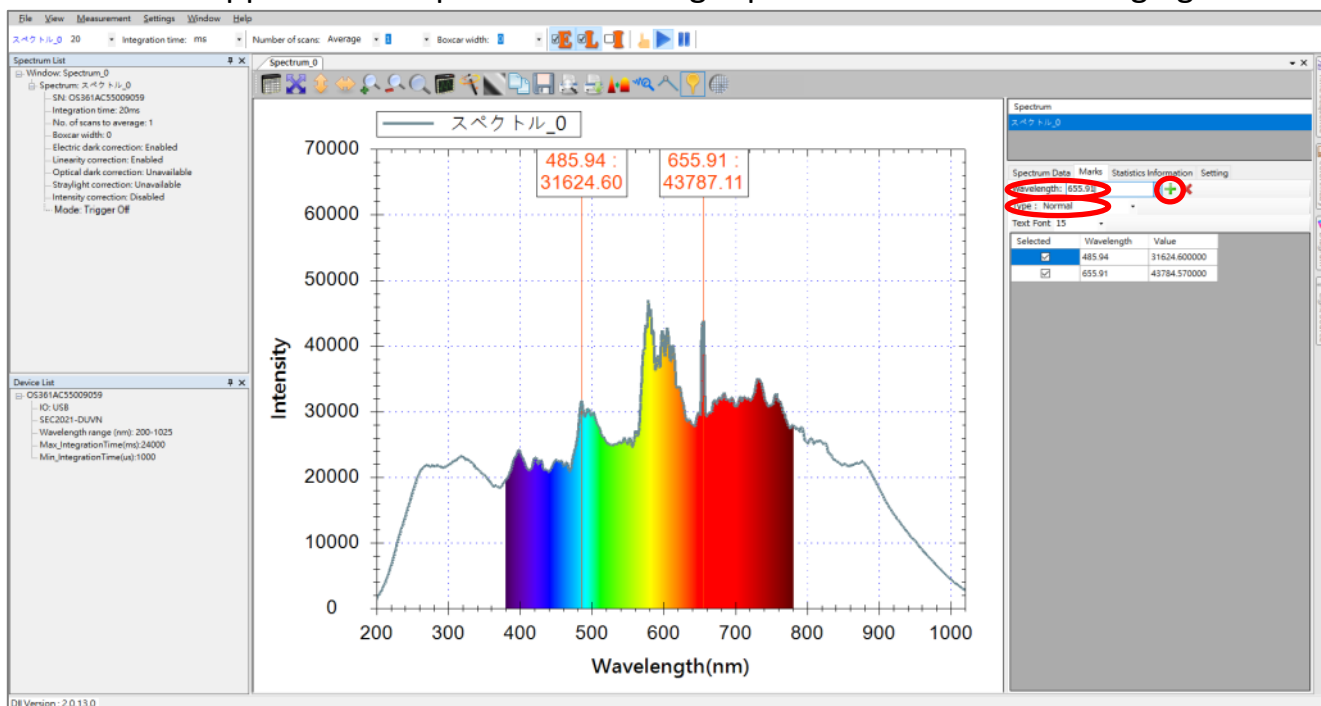 File View Measurement Settings Window Help
スペクトル_0 20 Integration time: ms Number of scans: Average 1 Boxcar width: 0
Spectrum List
Window: Spectrum_0
Spectrum: スペクトル_0
SN: OS361AC55009059
Integration time: 20ms
No. of scans to average: 1
Boxcar width: 0
Electric dark correction: Enabled
Linearity correction: Enabled
Optical dark correction: Unavailable
Straylight correction: Unavailable
Intensity correction: Disabled
Mode: Trigger Off
Device List
OS361AC55009059
IO: USB
SEC2021-DUVN
Wavelength range (nm): 200-1025
Max_IntegrationTime(ms):24000
Min_IntegrationTime(us):1000
Spectrum_0
スペクトル_0
485.94 :
31624.60
655.91 :
43787.11
70000
60000
50000
40000
30000
20000
10000
0
Intensity
200 300 400 500 600 700 800 900 1000
Wavelength(nm)
Spectrum
スペクトル_0
Spectrum Data Marks Statistics Information Setting
Wavelength: 655.91
Type : Normal
Text Font 15
Selected Wavelength Value
485.94 31624.600000
655.91 43784.570000
Dll Version : 2.0.13.0